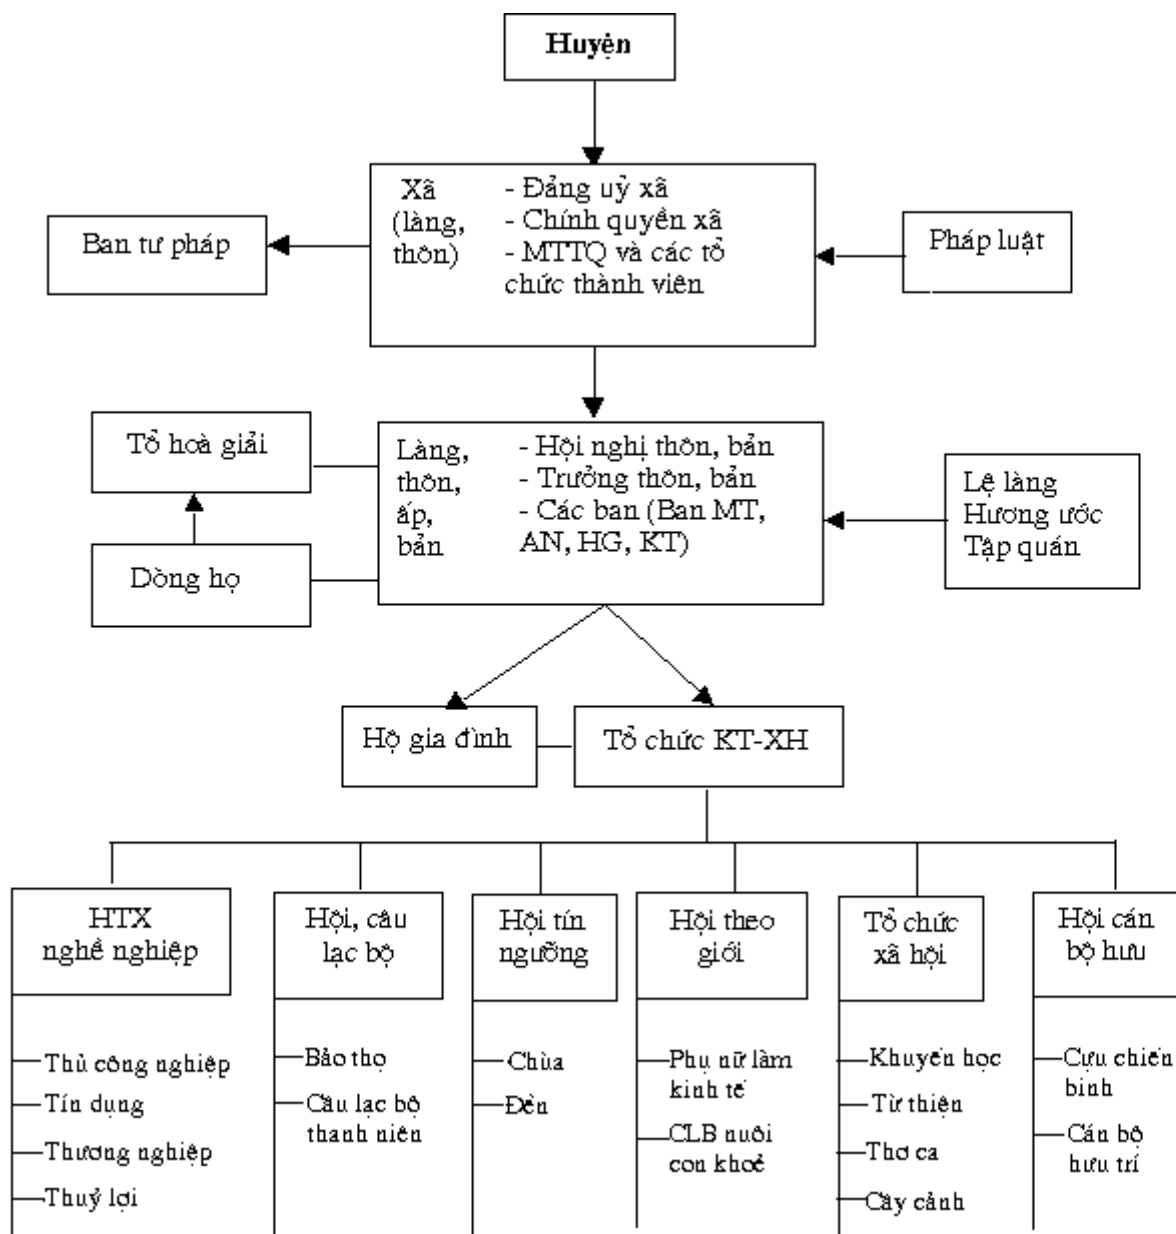 Huyện
Xã
(làng,
thôn)
- Đảng uỷ xã
- Chính quyền xã
- MTTQ và các tổ
chức thành viên
Ban tư pháp
Pháp luật
Tổ hoà giải
Dòng họ
Làng,
thôn,
ấp,
bản
- Hội nghị thôn, bản
- Trưởng thôn, bản
- Các ban (Ban MT,
AN, HG, KT)
Lệ làng
Hương ước
Tập quán
Hộ gia đình
Tổ chức KT-XH
HTX
nghề nghiệp
Thủ công nghiệp
Tín dụng
Thương nghiệp
Thuỷ lợi
Hội, câu
lạc bộ
Bảo thọ
Câu lạc bộ
thanh niên
Hội tín
ngưỡng
Chùa
Đền
Hội theo
giới
Phụ nữ làm
kinh tế
CLB nuôi
con khoẻ
Tổ chức
xã hội
Khuyến học
Từ thiện
Thơ ca
Cây cảnh
Hội cán
bộ hưu
Cựu chiến
binh
Cán bộ
hưu trí